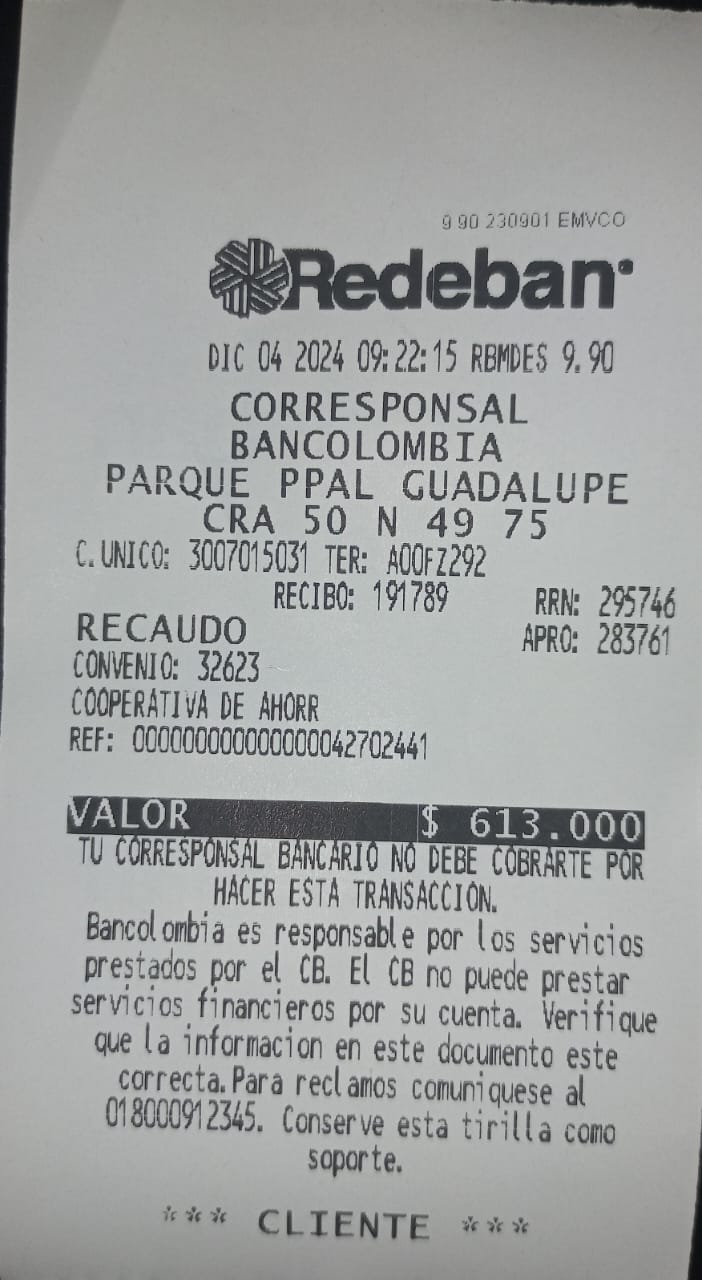 9 90 230901 EMVCO
Redeban
DIC 04 2024 09:22:15 RBMDES 9.90
CORRESPONSAL
BANCOLOMBIA
PARQUE PPAL GUADALUPE
CRA 50 N 49 75
C.UNICO: 3007015031 TER: A00FZ292
RECIBO: 191789 RRN: 295746
RECAUDO APRO: 283761
CONVENIO: 32623
COOPERATIVA DE AHORR
REF: 000000000000000042702441
VALOR $ 613.000
TU CORRESPONSAL BANCARIO NO DEBE COBRARTE POR
HACER ESTA TRANSACCION.
Bancolombia es responsable por los servicios
prestados por el CB. El CB no puede prestar
servicios financieros por su cuenta. Verifique
que la informacion en este documento este
correcta.Para reclamos comuniquese al
018000912345. Conserve esta tirilla como
soporte.
*** CLIENTE ***